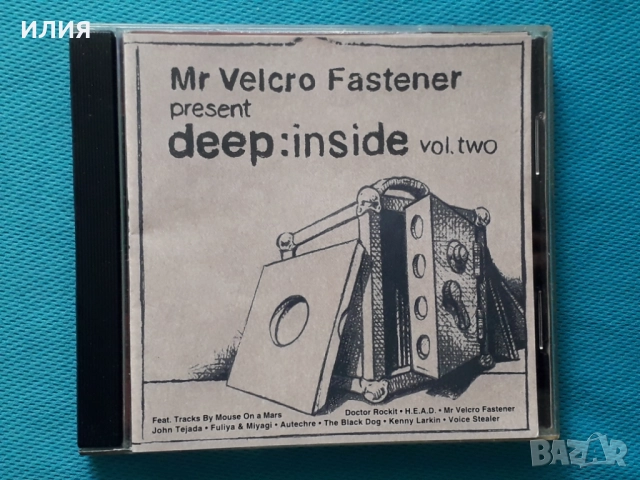 илия
Mr Velcro Fastener
present
deep:inside vol. two
Feat. Tracks By Mouse On a Mars Doctor Rockit • H.E.A.D. • Mr Velcro Fastener
John Tejada • Fuliya & Miyagi • Autechre • The Black Dog • Kenny Larkin • Voice Stealer
BAZAR